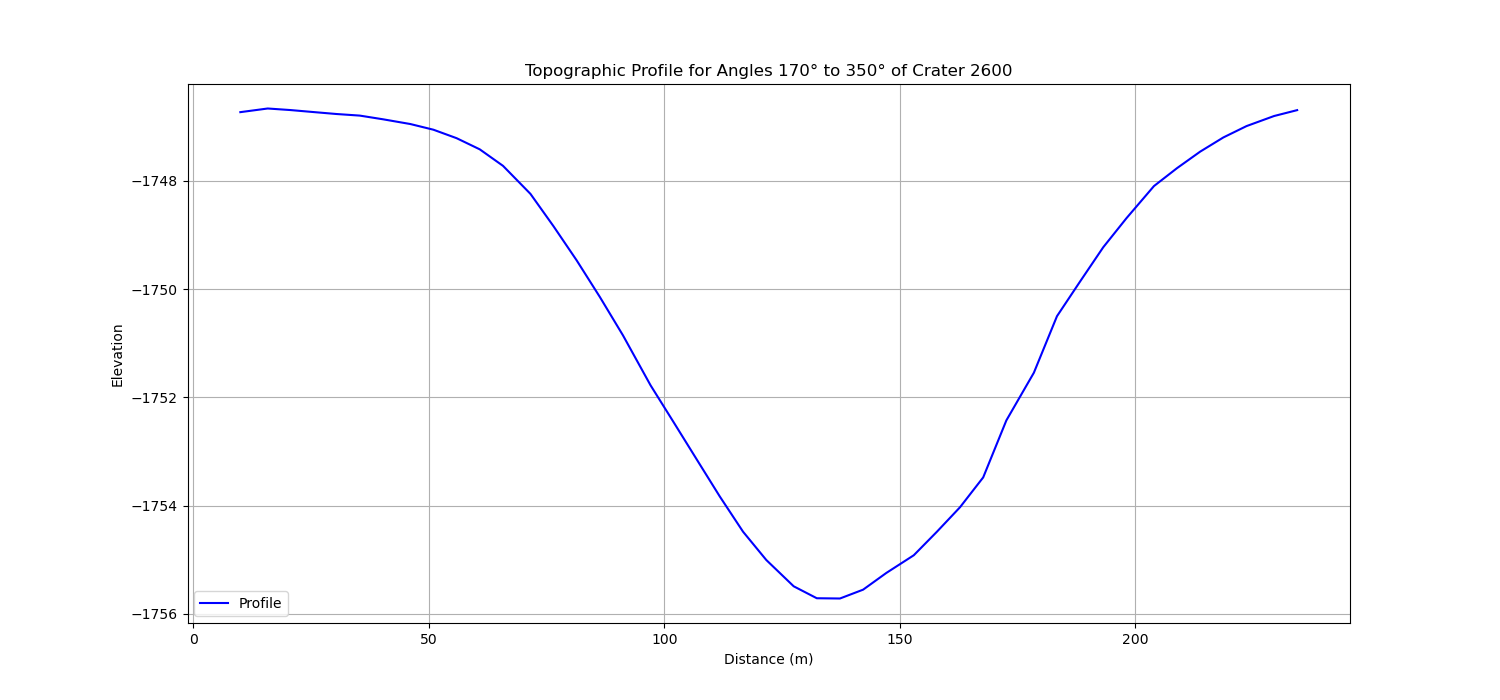 Topographic Profile for Angles 170° to 350° of Crater 2600
Elevation
−1748
−1750
−1752
−1754
−1756
Profile
0
50
100
150
200
Distance (m)